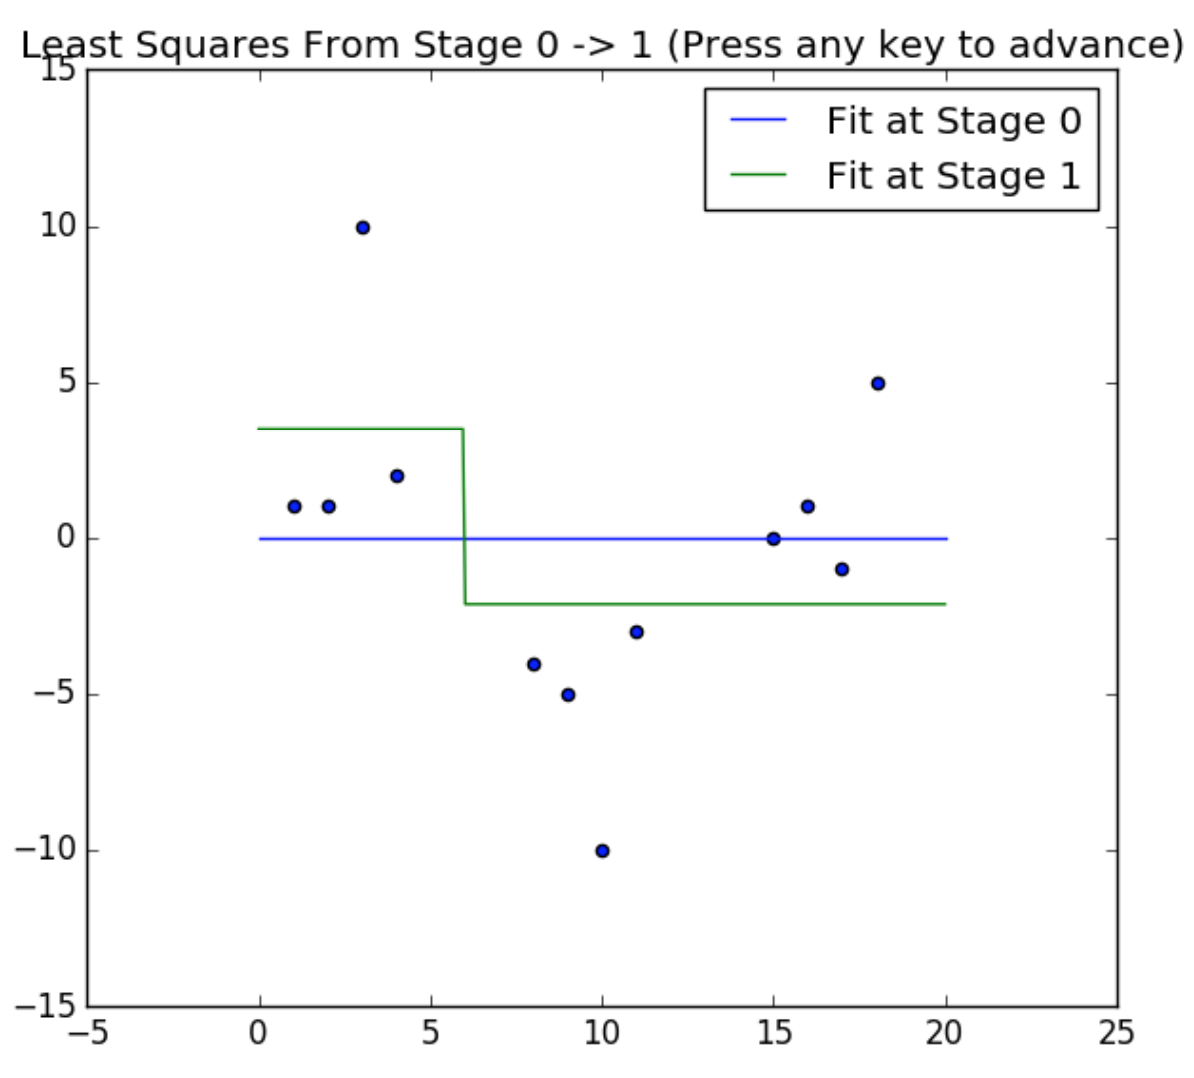 Least Squares From Stage 0 -> 1 (Press any key to advance)
15
Fit at Stage 0
Fit at Stage 1
10
5
0
−5
−10
−15
−5 0 5 10 15 20 25